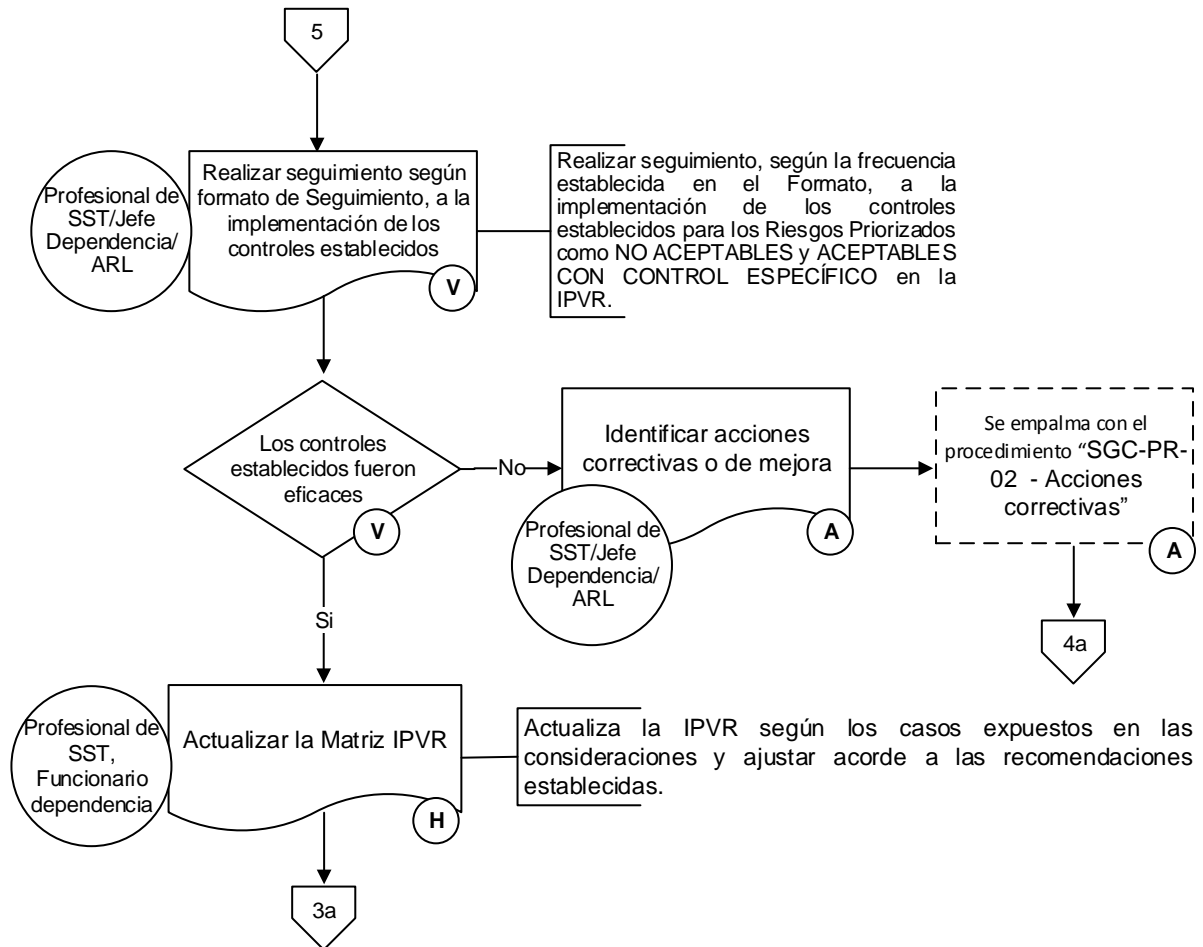 5
Profesional de
SST/Jefe
Dependencia/
ARL
Realizar seguimiento según
formato de Seguimiento, a la
implementación de los
controles establecidos
V
Realizar seguimiento, según la frecuencia
establecida en el Formato, a la
implementación de los controles
establecidos para los Riesgos Priorizados
como NO ACEPTABLES y ACEPTABLES
CON CONTROL ESPECÍFICO en la
IPVR.
Los controles
establecidos fueron
eficaces
V
No
Identificar acciones
correctivas o de mejora
A
Profesional de
SST/Jefe
Dependencia/
ARL
Se empalma con el
procedimiento “SGC-PR-
02 - Acciones
correctivas”
A
4a
Si
Profesional de
SST,
Funcionario
dependencia
Actualizar la Matriz IPVR
H
Actualiza la IPVR según los casos expuestos en las
consideraciones y ajustar acorde a las recomendaciones
establecidas.
3a